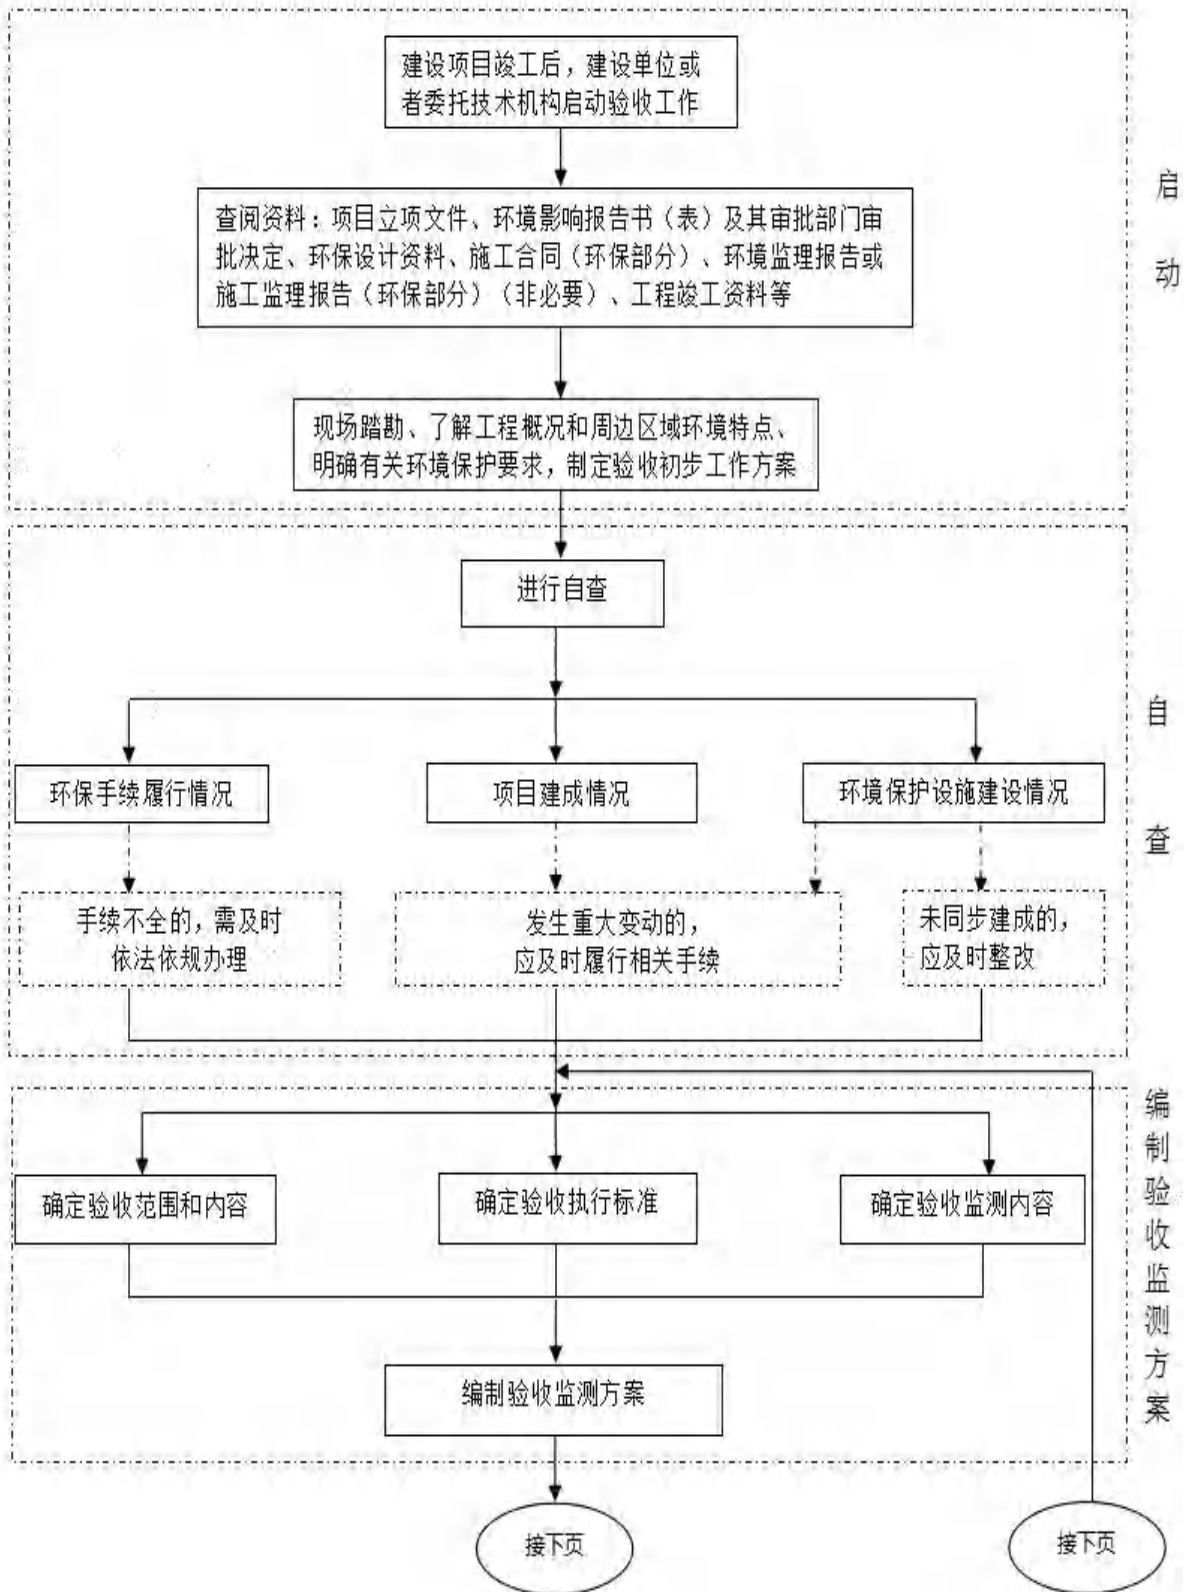 建设项目竣工后，建设单位或
者委托技术机构启动验收工作
查阅资料：项目立项文件、环境影响报告书（表）及其审批部门审
批决定、环保设计资料、施工合同（环保部分）、环境监理报告或
施工监理报告（环保部分）（非必要）、工程竣工资料等
现场踏勘、了解工程概况和周边区域环境特点、
明确有关环境保护要求，制定验收初步工作方案
启动
进行自查
环保手续履行情况
项目建成情况
环境保护设施建设情况
手续不全的，需及时
依法依规办理
发生重大变动的，
应及时履行相关手续
未同步建成的，
应及时整改
自查
确定验收范围和内容
确定验收执行标准
确定验收监测内容
编制验收监测方案
编制验收监测方案
接下页
接下页